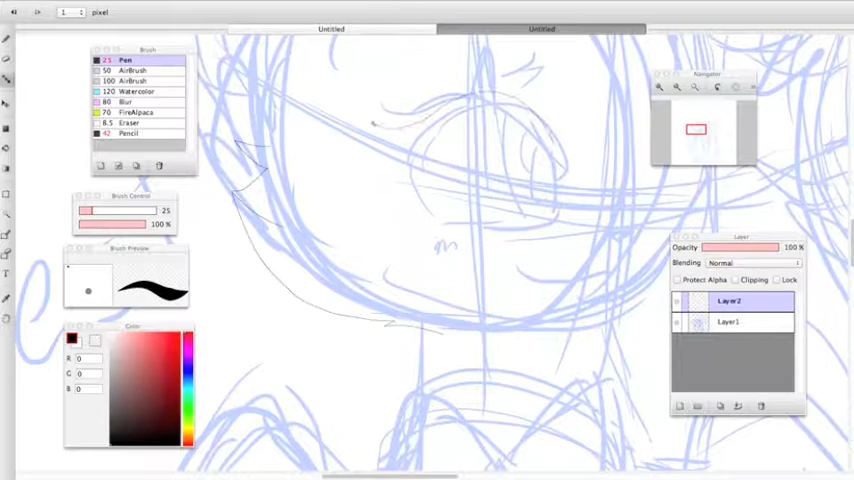 1 pixel
Untitled
Untitled
Brush
25 Pen
50 AirBrush
100 AirBrush
120 Watercolor
80 Blur
70 FireAlpaca
8.5 Eraser
42 Pencil
Brush Control
25
100 %
Brush Preview
Color
R 0
G 0
B 0
Navigator
Layer
Opacity 100 %
Blending Normal
Protect Alpha Clipping Lock
Layer2
Layer1